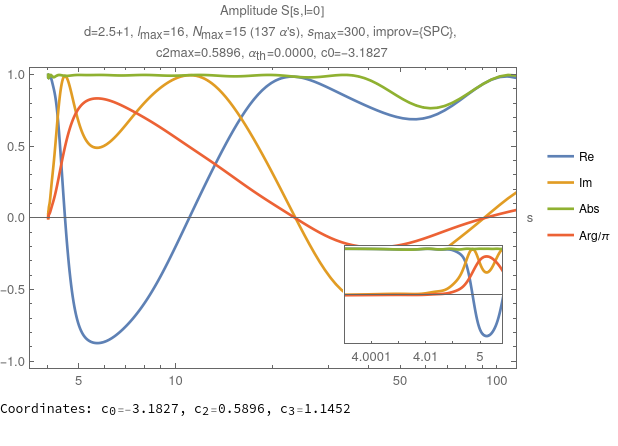 Amplitude S[s,l=0]
d=2.5+1, lmax=16, Nmax=15 (137 α's), smax=300, improv={SPC},
c2max=0.5896, αth=0.0000, c0=-3.1827
1.0
0.5
0.0
-0.5
-1.0
5
10
50
100
s
4.0001
4.01
5
Re
Im
Abs
Arg/π
Coordinates: c0=-3.1827, c2=0.5896, c3=1.1452